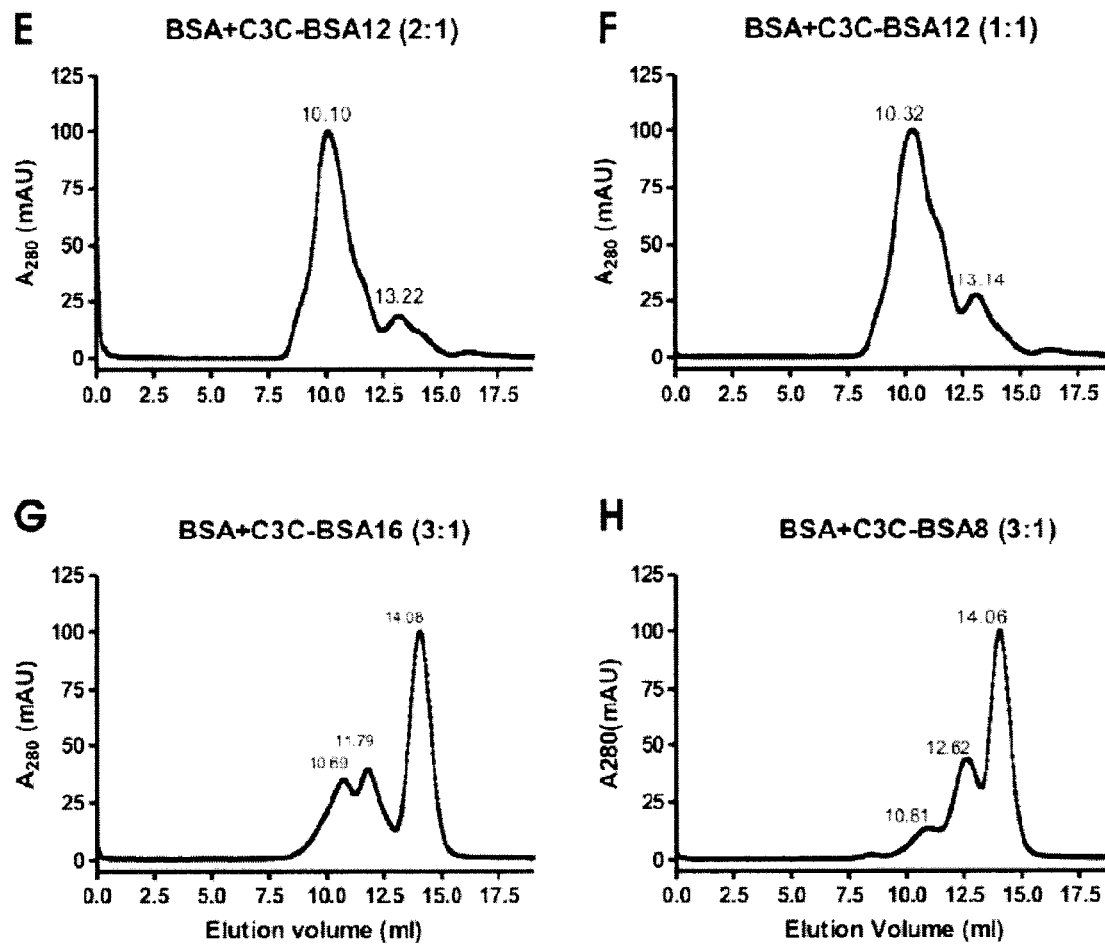 E BSA+C3C-BSA12 (2:1)
125
100
75
50
25
0
A280 (mAU)
10.10
13.22
0.0 2.5 5.0 7.5 10.0 12.5 15.0 17.5
F BSA+C3C-BSA12 (1:1)
125
100
75
50
25
0
A280 (mAU)
10.32
13.14
0.0 2.5 5.0 7.5 10.0 12.5 15.0 17.5
G BSA+C3C-BSA16 (3:1)
125
100
75
50
25
0
A280 (mAU)
14.08
11.79
10.69
0.0 2.5 5.0 7.5 10.0 12.5 15.0 17.5
Elution volume (ml)
H BSA+C3C-BSA8 (3:1)
125
100
75
50
25
0
A280(mAU)
14.06
12.62
10.81
0.0 2.5 5.0 7.5 10.0 12.5 15.0 17.5
Elution Volume (ml)